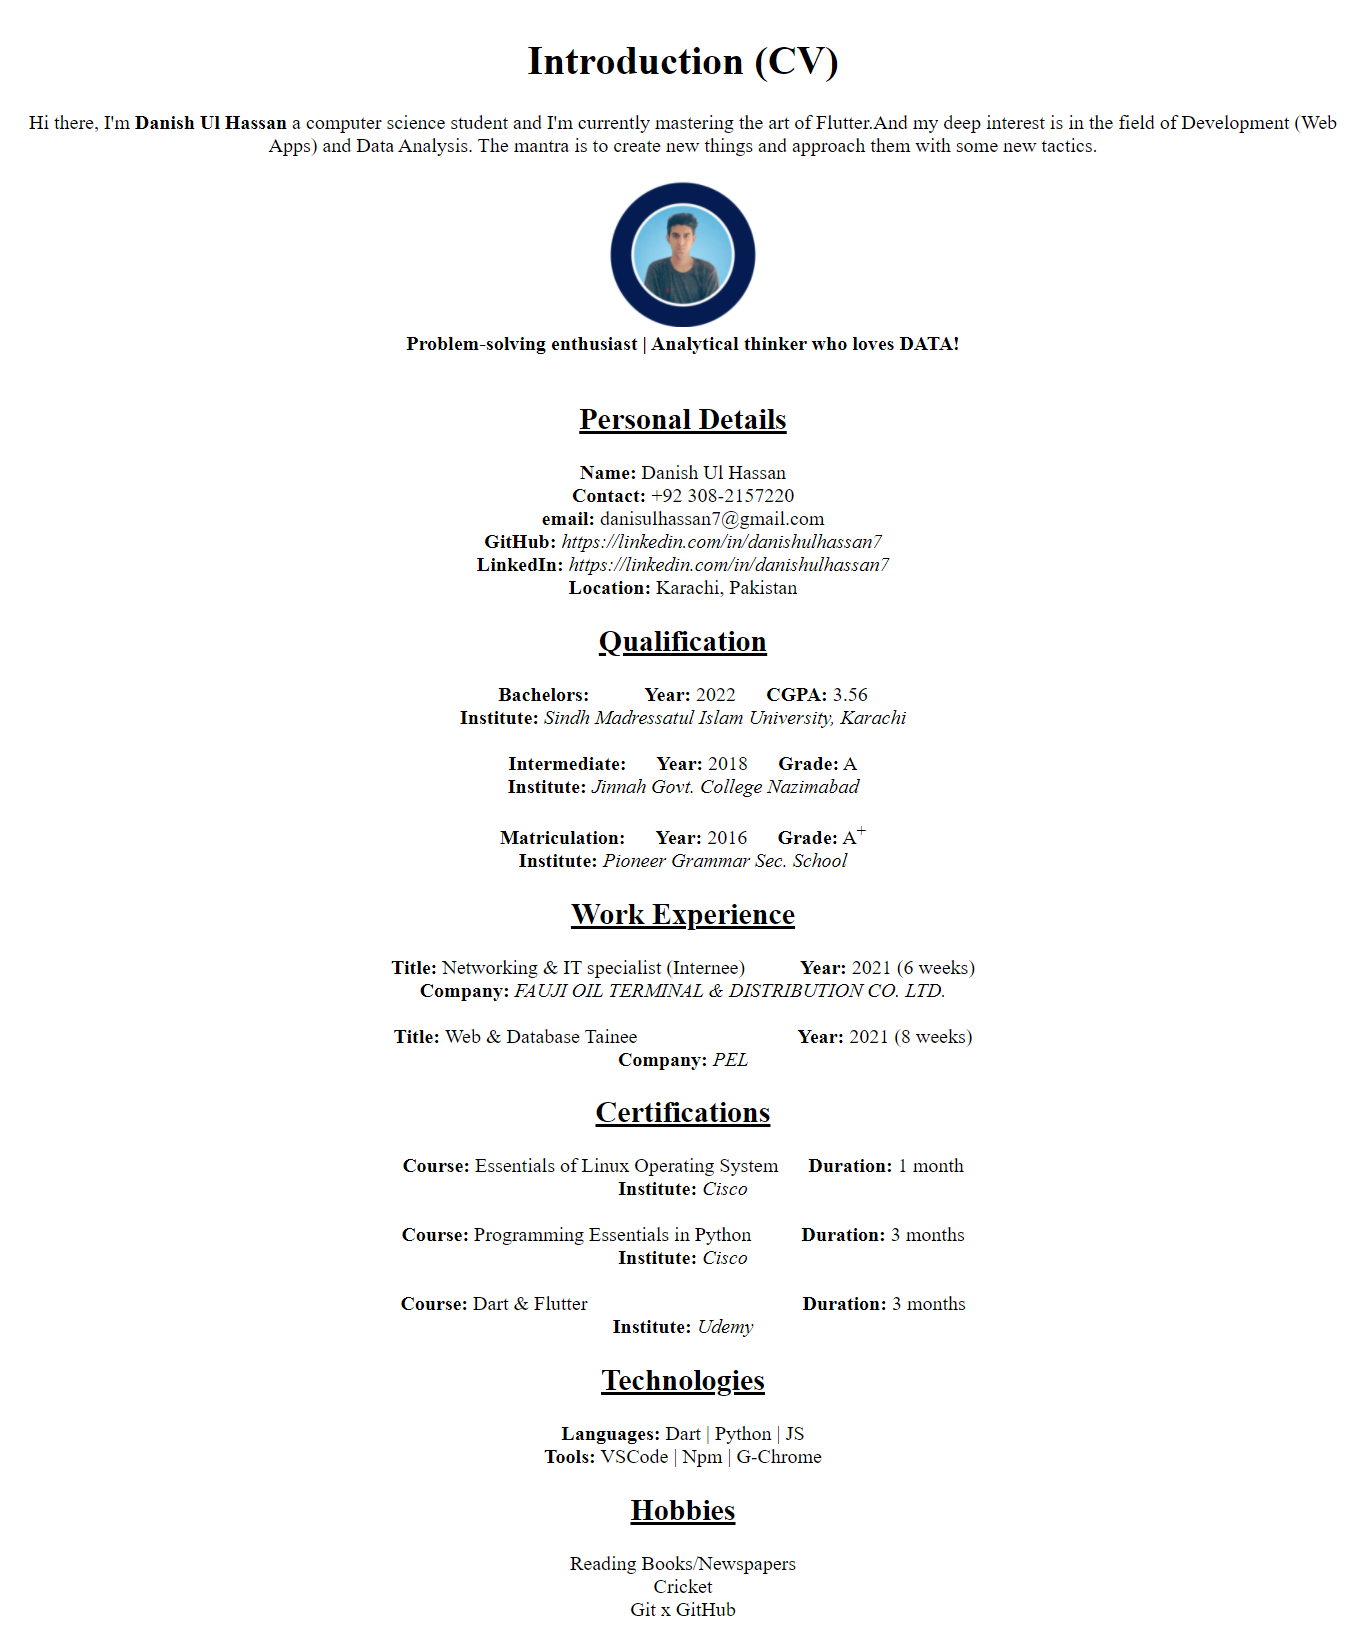 Introduction (CV)
Hi there, I'm Danish Ul Hassan a computer science student and I'm currently mastering the art of Flutter.And my deep interest is in the field of Development (Web
Apps) and Data Analysis. The mantra is to create new things and approach them with some new tactics.
Problem-solving enthusiast | Analytical thinker who loves DATA!
Personal Details
Name: Danish Ul Hassan
Contact: +92 308-2157220
email: danisulhassan7@gmail.com
GitHub: https://linkedin.com/in/danishulhassan7
LinkedIn: https://linkedin.com/in/danishulhassan7
Location: Karachi, Pakistan
Qualification
Bachelors: Year: 2022 CGPA: 3.56
Institute: Sindh Madressatul Islam University, Karachi
Intermediate: Year: 2018 Grade: A
Institute: Jinnah Govt. College Nazimabad
Matriculation: Year: 2016 Grade: A+
Institute: Pioneer Grammar Sec. School
Work Experience
Title: Networking & IT specialist (Internee) Year: 2021 (6 weeks)
Company: FAUJI OIL TERMINAL & DISTRIBUTION CO. LTD.
Title: Web & Database Tainee Year: 2021 (8 weeks)
Company: PEL
Certifications
Course: Essentials of Linux Operating System Duration: 1 month
Institute: Cisco
Course: Programming Essentials in Python Duration: 3 months
Institute: Cisco
Course: Dart & Flutter Duration: 3 months
Institute: Udemy
Technologies
Languages: Dart | Python | JS
Tools: VSCode | Npm | G-Chrome
Hobbies
Reading Books/Newspapers
Cricket
Git x GitHub